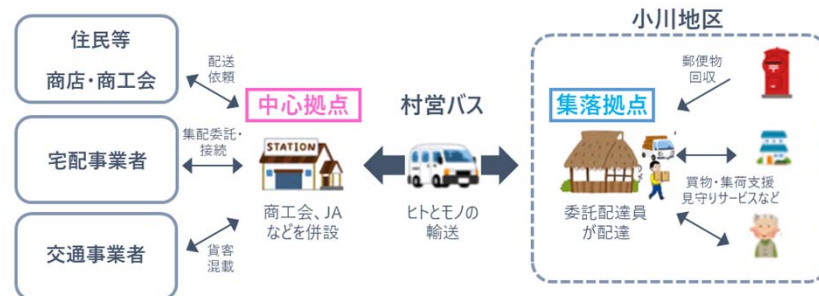 小川地区
住民等
商店・商工会
配送
依頼
中心拠点
村営バス
集落拠点
郵便物
回収
宅配事業者
集配委託・
接続
STATION
商工会、JA
などを併設
ヒトとモノの
輸送
委託配達員
が配達
買物・集荷支援
見守りサービスなど
交通事業者
貨客
混載